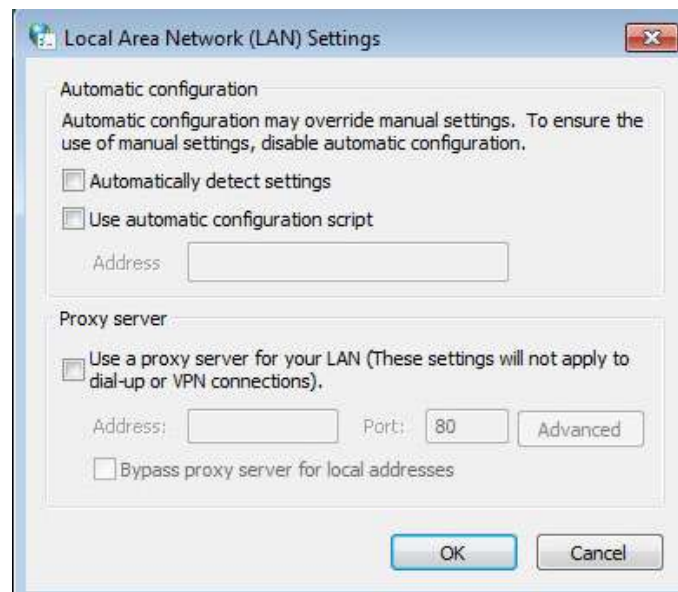 Local Area Network (LAN) Settings
Automatic configuration
Automatic configuration may override manual settings. To ensure the
use of manual settings, disable automatic configuration.
Automatically detect settings
Use automatic configuration script
Address
Proxy server
Use a proxy server for your LAN (These settings will not apply to
dial-up or VPN connections).
Address: Port: 80 Advanced
Bypass proxy server for local addresses
OK Cancel